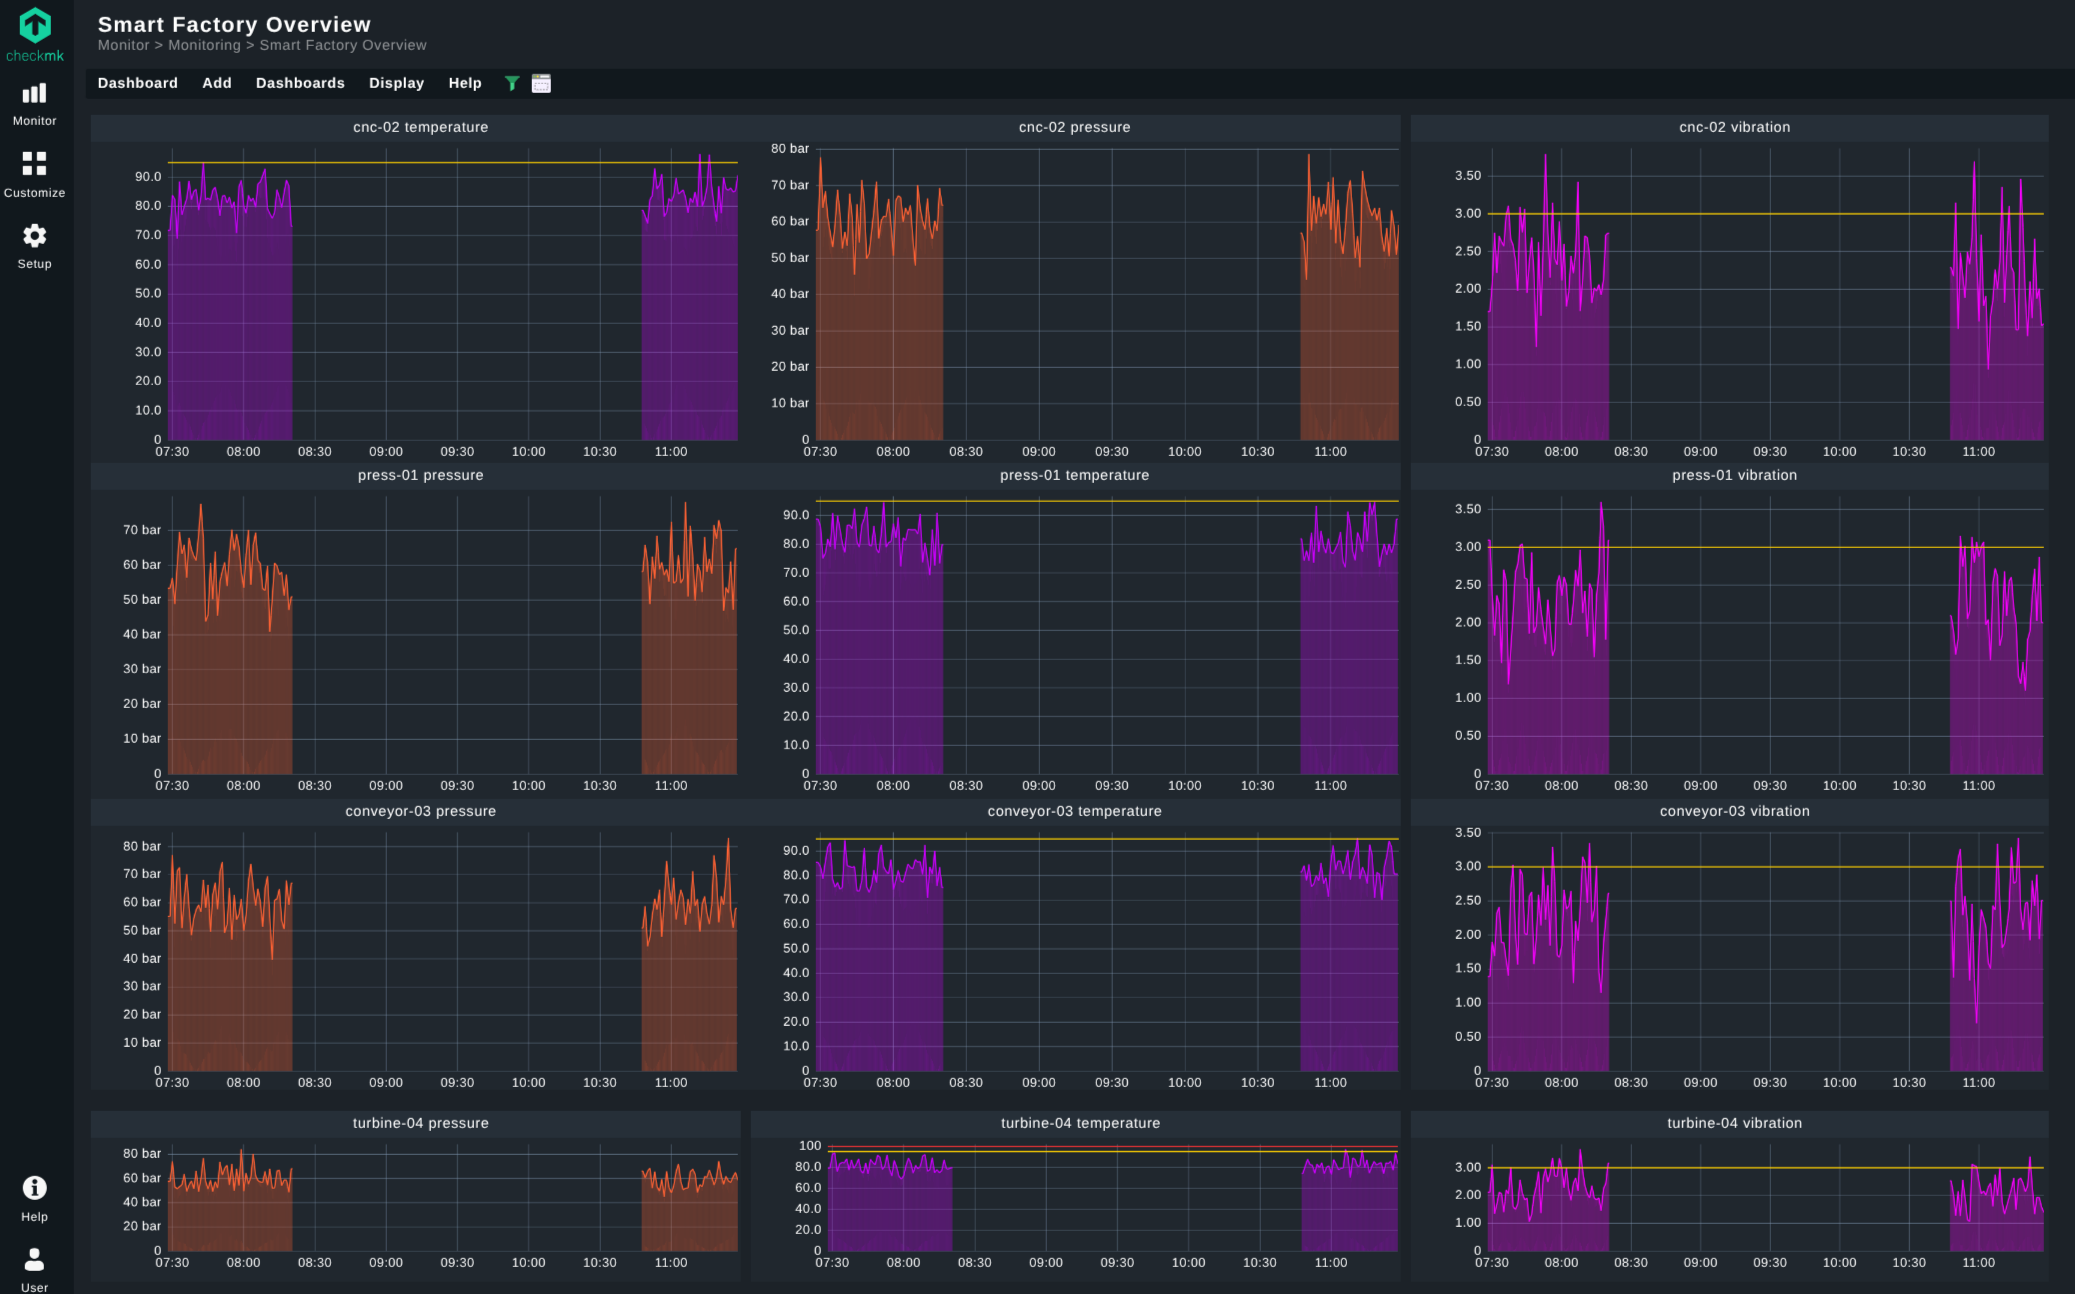 Smart Factory Overview
checkmk
Monitor > Monitoring > Smart Factory Overview
Dashboard Add Dashboards Display Help
Monitor
Customize
Setup
Help
User
cnc-02 temperature
90.0
80.0
70.0
60.0
50.0
40.0
30.0
20.0
10.0
0
07:30 08:00 08:30 09:00 09:30 10:00 10:30 11:00
cnc-02 pressure
80 bar
70 bar
60 bar
50 bar
40 bar
30 bar
20 bar
10 bar
0
07:30 08:00 08:30 09:00 09:30 10:00 10:30 11:00
cnc-02 vibration
3.50
3.00
2.50
2.00
1.50
1.00
0.50
0
07:30 08:00 08:30 09:00 09:30 10:00 10:30 11:00
press-01 pressure
70 bar
60 bar
50 bar
40 bar
30 bar
20 bar
10 bar
0
07:30 08:00 08:30 09:00 09:30 10:00 10:30 11:00
press-01 temperature
90.0
80.0
70.0
60.0
50.0
40.0
30.0
20.0
10.0
0
07:30 08:00 08:30 09:00 09:30 10:00 10:30 11:00
press-01 vibration
3.50
3.00
2.50
2.00
1.50
1.00
0.50
0
07:30 08:00 08:30 09:00 09:30 10:00 10:30 11:00
conveyor-03 pressure
80 bar
70 bar
60 bar
50 bar
40 bar
30 bar
20 bar
10 bar
0
07:30 08:00 08:30 09:00 09:30 10:00 10:30 11:00
conveyor-03 temperature
90.0
80.0
70.0
60.0
50.0
40.0
30.0
20.0
10.0
0
07:30 08:00 08:30 09:00 09:30 10:00 10:30 11:00
conveyor-03 vibration
3.50
3.00
2.50
2.00
1.50
1.00
0.50
0
07:30 08:00 08:30 09:00 09:30 10:00 10:30 11:00
turbine-04 pressure
80 bar
60 bar
40 bar
20 bar
0
07:30 08:00 08:30 09:00 09:30 10:00 10:30 11:00
turbine-04 temperature
100
80.0
60.0
40.0
20.0
0
07:30 08:00 08:30 09:00 09:30 10:00 10:30 11:00
turbine-04 vibration
3.00
2.00
1.00
0
07:30 08:00 08:30 09:00 09:30 10:00 10:30 11:00